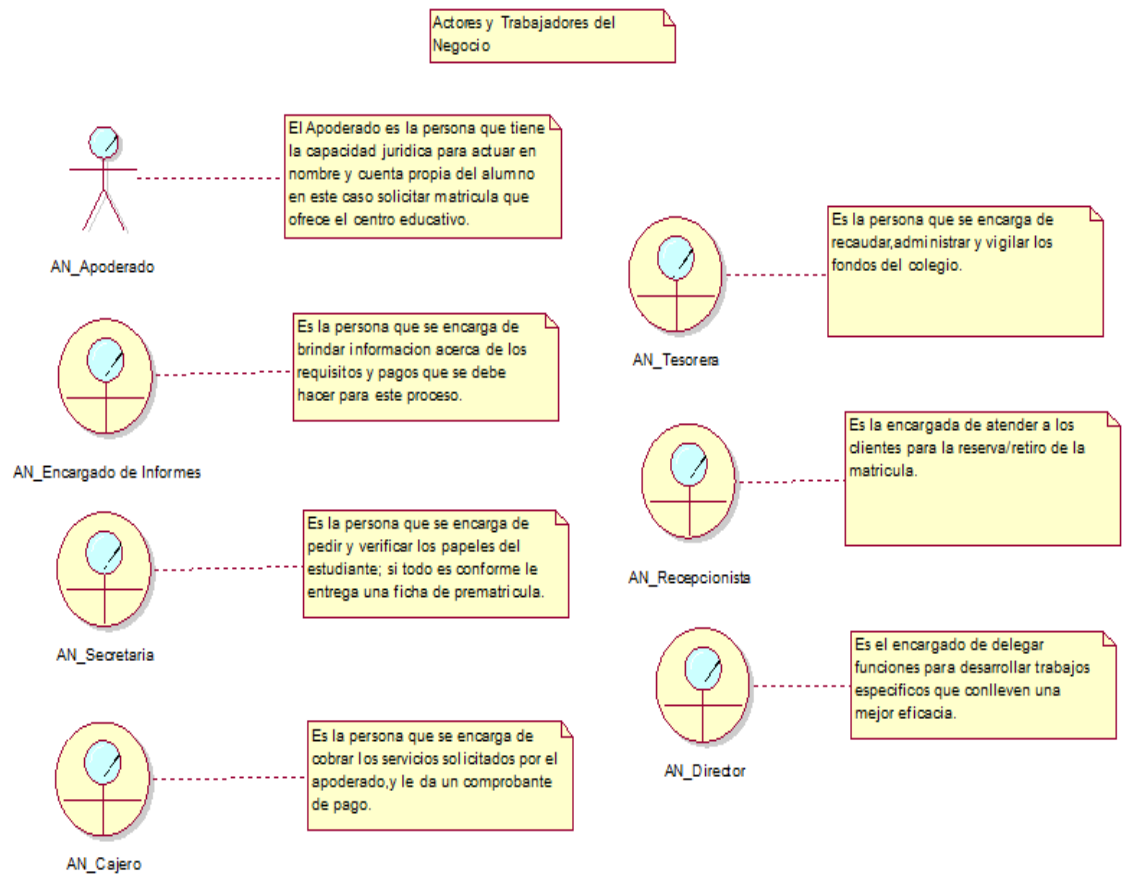 Actores y Trabajadores del
Negocio
El Apoderado es la persona que tiene
la capacidad juridica para actuar en
nombre y cuenta propia del alumno
en este caso solicitar matricula que
ofrece el centro educativo.
AN_Apoderado
Es la persona que se encarga de
brindar informacion acerca de los
requisitos y pagos que se debe
hacer para este proceso.
AN_Encargado de Informes
Es la persona que se encarga de
pedir y verificar los papeles del
estudiante; si todo es conforme le
entrega una ficha de prematricula.
AN_Secretaria
Es la persona que se encarga de
cobrar los servicios solicitados por el
apoderado,y le da un comprobante
de pago.
AN_Cajero
Es la persona que se encarga de
recaudar,administrar y vigilar los
fondos del colegio.
AN_Tesorera
Es la encargada de atender a los
clientes para la reserva/retiro de la
matricula.
AN_Recepcionista
Es el encargado de delegar
funciones para desarrollar trabajos
especificos que conlleven una
mejor eficacia.
AN_Director